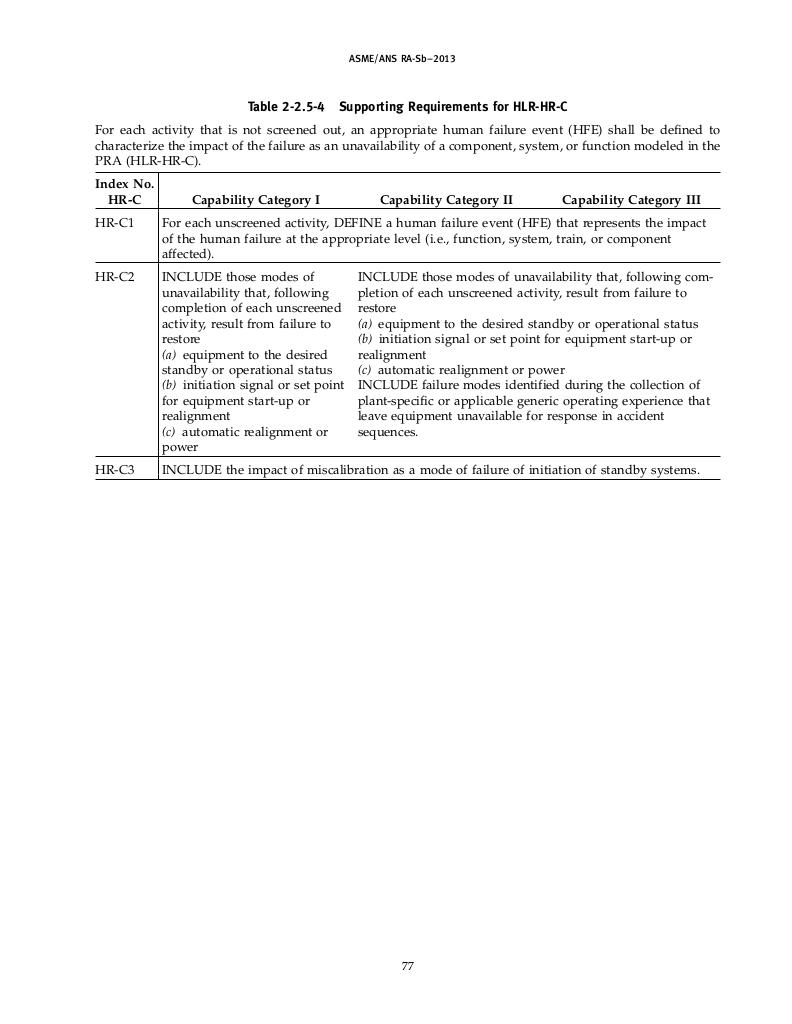 ASME/ANS RA-Sb–2013
Table 2-2.5-4 Supporting Requirements for HLR-HR-C
For each activity that is not screened out, an appropriate human failure event (HFE) shall be defined to
characterize the impact of the failure as an unavailability of a component, system, or function modeled in the
PRA (HLR-HR-C).
Index No.
HR-C Capability Category I Capability Category II Capability Category III
HR-C1 For each unscreened activity, DEFINE a human failure event (HFE) that represents the impact
of the human failure at the appropriate level (i.e., function, system, train, or component
affected).
HR-C2
INCLUDE those modes of
unavailability that, following
completion of each unscreened
activity, result from failure to
restore
(a) equipment to the desired
standby or operational status
(b) initiation signal or set point
for equipment start-up or
realignment
(c) automatic realignment or
power
INCLUDE those modes of unavailability that, following com-
pletion of each unscreened activity, result from failure to
restore
(a) equipment to the desired standby or operational status
(b) initiation signal or set point for equipment start-up or
realignment
(c) automatic realignment or power
INCLUDE failure modes identified during the collection of
plant-specific or applicable generic operating experience that
leave equipment unavailable for response in accident
sequences.
HR-C3 INCLUDE the impact of miscalibration as a mode of failure of initiation of standby systems.
77